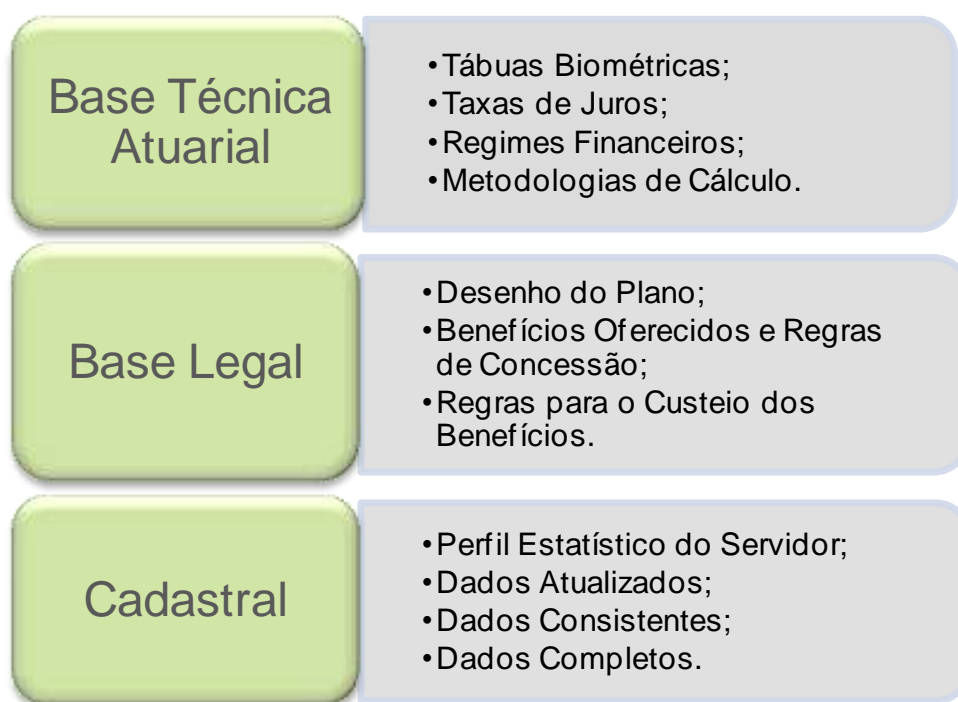 Base Técnica
Atuarial
•Tábuas Biométricas;
•Taxas de Juros;
•Regimes Financeiros;
•Metodologias de Cálculo.
Base Legal
•Desenho do Plano;
•Benefícios Oferecidos e Regras
de Concessão;
•Regras para o Custeio dos
Benefícios.
Cadastral
•Perfil Estatístico do Servidor;
•Dados Atualizados;
•Dados Consistentes;
•Dados Completos.